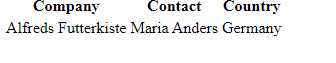 Company Contact Country
Alfreds Futterkiste Maria Anders Germany